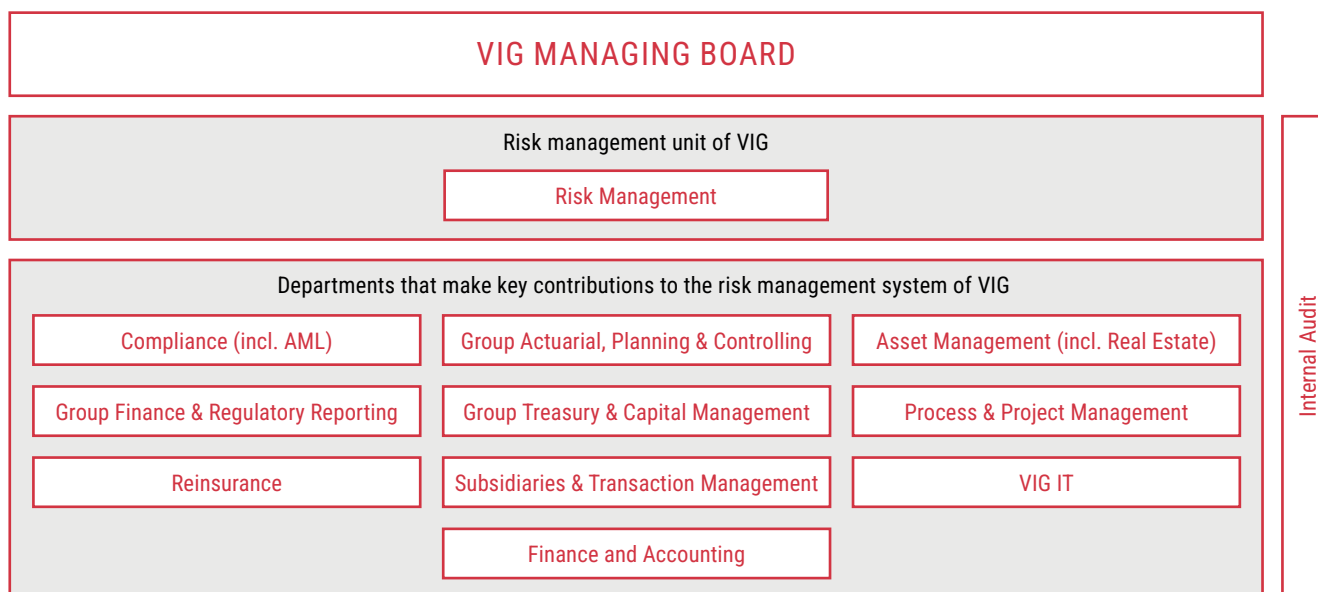 VIG MANAGING BOARD
Risk management unit of VIG
Risk Management
Departments that make key contributions to the risk management system of VIG
Compliance (incl. AML)
Group Actuarial, Planning & Controlling
Asset Management (incl. Real Estate)
Group Finance & Regulatory Reporting
Group Treasury & Capital Management
Process & Project Management
Reinsurance
Subsidiaries & Transaction Management
VIG IT
Finance and Accounting
Internal Audit